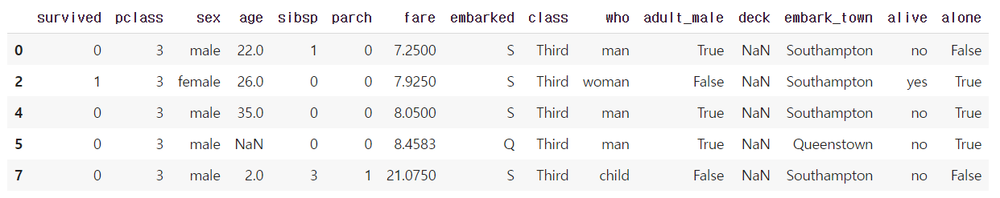 survived pclass sex age sibsp parch fare embarked class who adult_male deck embark_town alive alone
0 0 3 male 22.0 1 0 7.2500 S Third man True NaN Southampton no False
2 1 3 female 26.0 0 0 7.9250 S Third woman False NaN Southampton yes True
4 0 3 male 35.0 0 0 8.0500 S Third man True NaN Southampton no True
5 0 3 male NaN 0 0 8.4583 Q Third man True NaN Queenstown no True
7 0 3 male 2.0 3 1 21.0750 S Third child False NaN Southampton no False